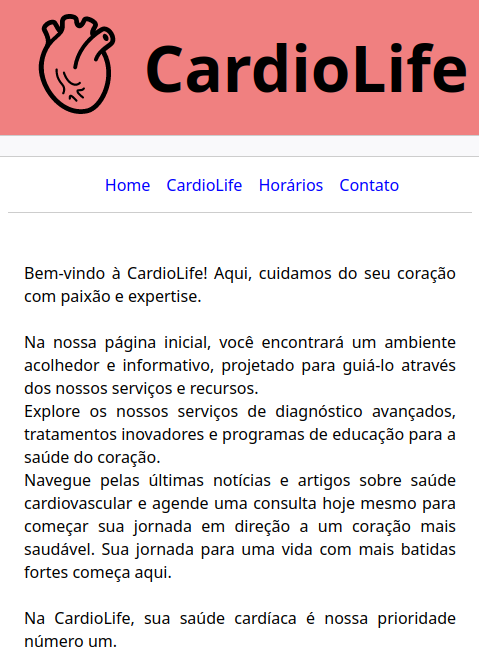 CardioLife
Home CardioLife Horários Contato
Bem-vindo à CardioLife! Aqui, cuidamos do seu coração
com paixão e expertise.
Na nossa página inicial, você encontrará um ambiente
acolhedor e informativo, projetado para guiá-lo através
dos nossos serviços e recursos.
Explore os nossos serviços de diagnóstico avançados,
tratamentos inovadores e programas de educação para a
saúde do coração.
Navegue pelas últimas notícias e artigos sobre saúde
cardiovascular e agende uma consulta hoje mesmo para
começar sua jornada em direção a um coração mais
saudável. Sua jornada para uma vida com mais batidas
fortes começa aqui.
Na CardioLife, sua saúde cardíaca é nossa prioridade
número um.